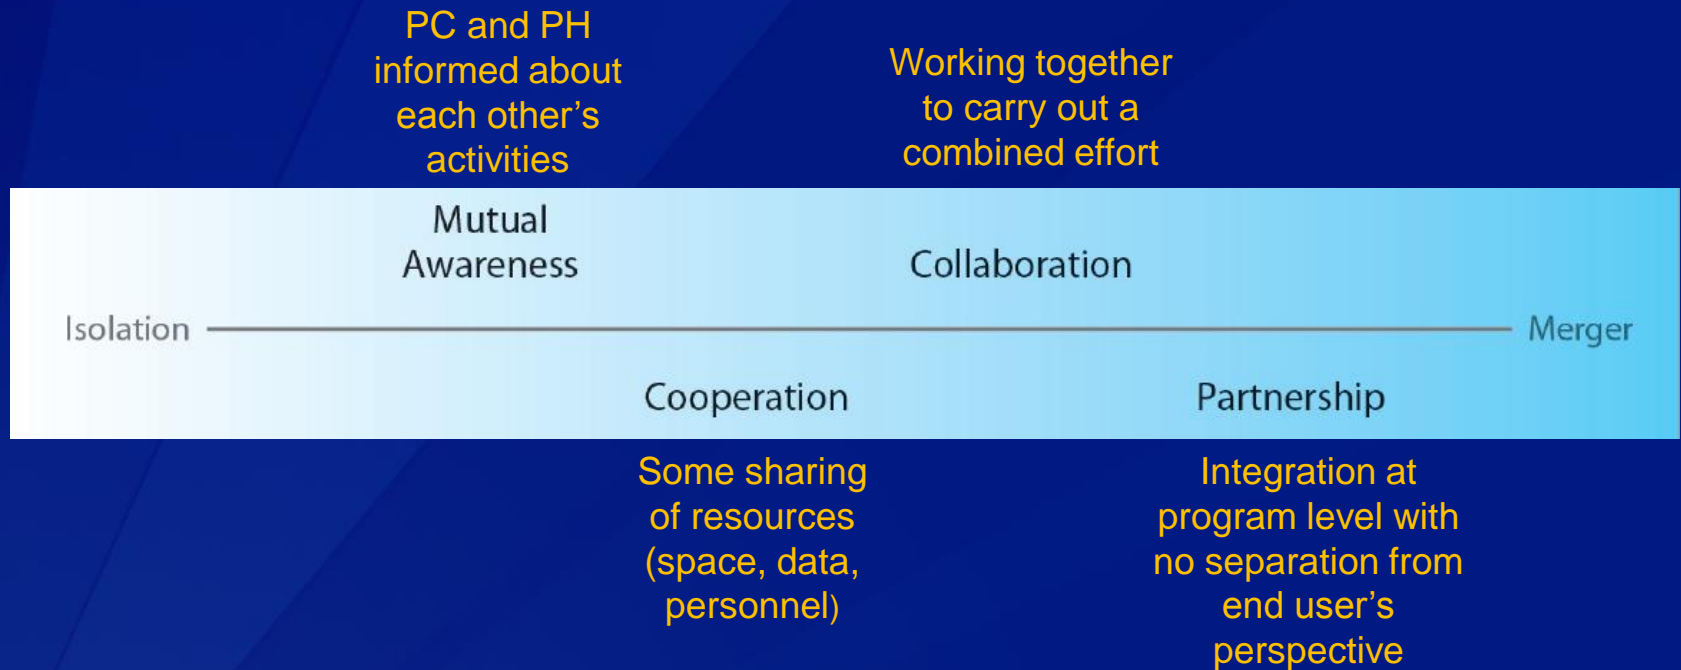 PC and PH
informed about
each other’s
activities
Working together
to carry out a
combined effort
Mutual
Awareness
Collaboration
Isolation
Merger
Cooperation
Partnership
Some sharing
of resources
(space, data,
personnel)
Integration at
program level with
no separation from
end user’s
perspective